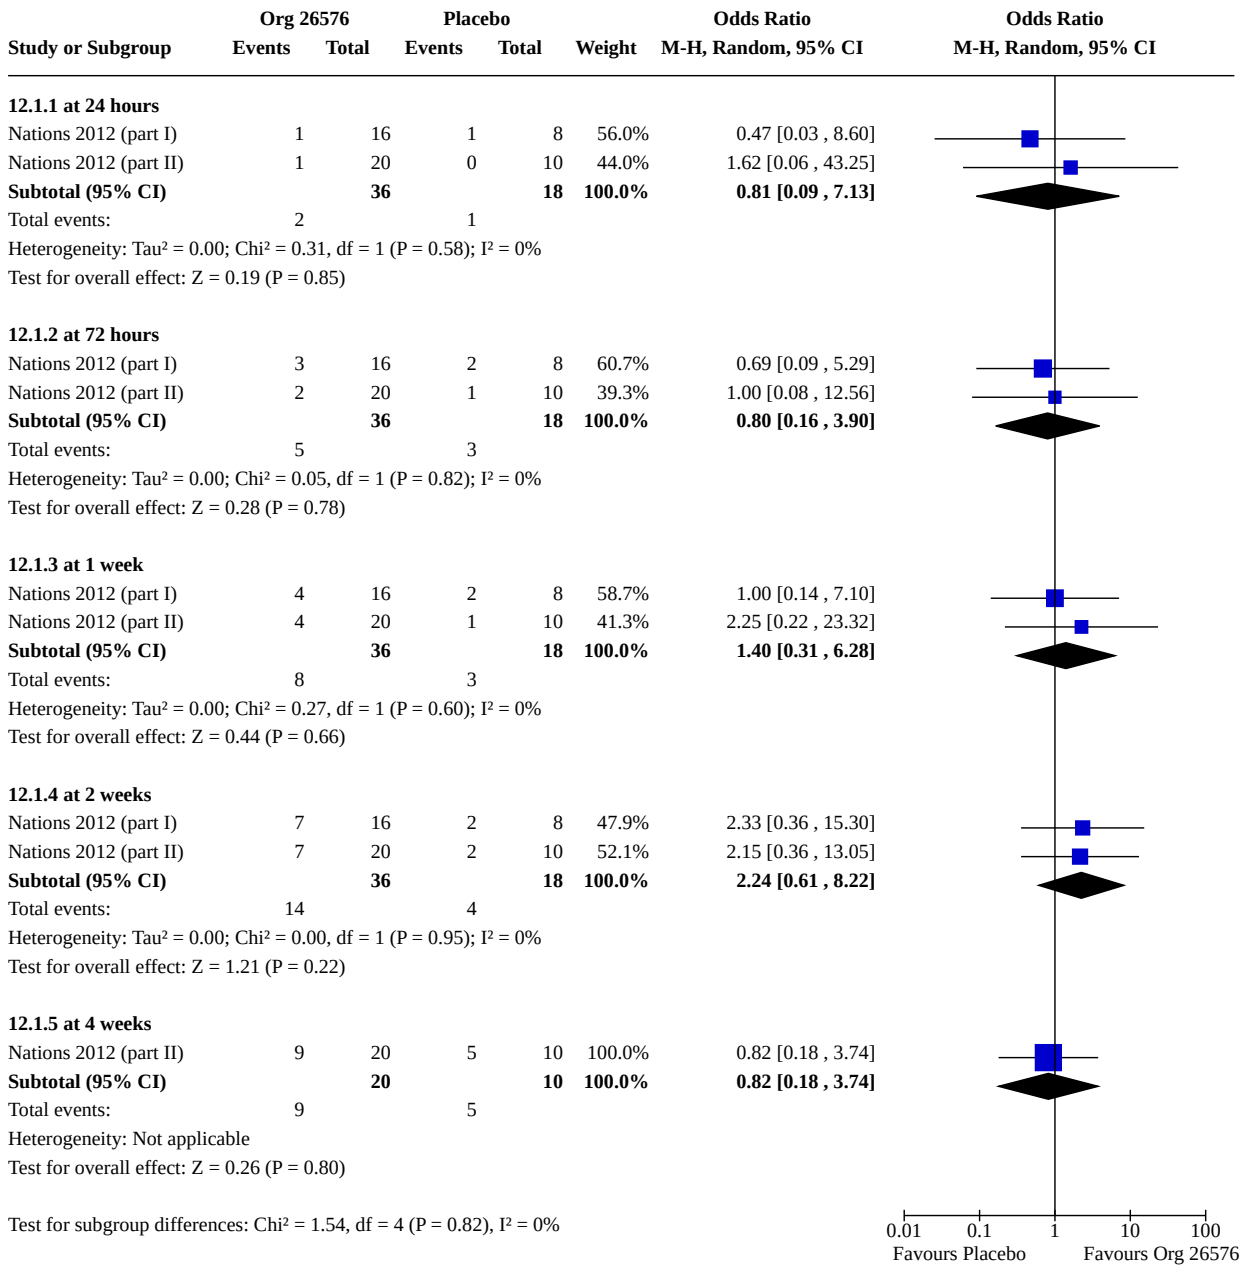 Org 26576 Placebo Odds Ratio Odds Ratio
Study or Subgroup Events Total Events Total Weight M-H, Random, 95% CI M-H, Random, 95% CI
12.1.1 at 24 hours
Nations 2012 (part I) 1 16 1 8 56.0% 0.47 [0.03 , 8.60]
Nations 2012 (part II) 1 20 0 10 44.0% 1.62 [0.06 , 43.25]
Subtotal (95% CI) 36 18 100.0% 0.81 [0.09 , 7.13]
Total events: 2 1
Heterogeneity: Tau² = 0.00; Chi² = 0.31, df = 1 (P = 0.58); I² = 0%
Test for overall effect: Z = 0.19 (P = 0.85)
12.1.2 at 72 hours
Nations 2012 (part I) 3 16 2 8 60.7% 0.69 [0.09 , 5.29]
Nations 2012 (part II) 2 20 1 10 39.3% 1.00 [0.08 , 12.56]
Subtotal (95% CI) 36 18 100.0% 0.80 [0.16 , 3.90]
Total events: 5 3
Heterogeneity: Tau² = 0.00; Chi² = 0.05, df = 1 (P = 0.82); I² = 0%
Test for overall effect: Z = 0.28 (P = 0.78)
12.1.3 at 1 week
Nations 2012 (part I) 4 16 2 8 58.7% 1.00 [0.14 , 7.10]
Nations 2012 (part II) 4 20 1 10 41.3% 2.25 [0.22 , 23.32]
Subtotal (95% CI) 36 18 100.0% 1.40 [0.31 , 6.28]
Total events: 8 3
Heterogeneity: Tau² = 0.00; Chi² = 0.27, df = 1 (P = 0.60); I² = 0%
Test for overall effect: Z = 0.44 (P = 0.66)
12.1.4 at 2 weeks
Nations 2012 (part I) 7 16 2 8 47.9% 2.33 [0.36 , 15.30]
Nations 2012 (part II) 7 20 2 10 52.1% 2.15 [0.36 , 13.05]
Subtotal (95% CI) 36 18 100.0% 2.24 [0.61 , 8.22]
Total events: 14 4
Heterogeneity: Tau² = 0.00; Chi² = 0.00, df = 1 (P = 0.95); I² = 0%
Test for overall effect: Z = 1.21 (P = 0.22)
12.1.5 at 4 weeks
Nations 2012 (part II) 9 20 5 10 100.0% 0.82 [0.18 , 3.74]
Subtotal (95% CI) 20 10 100.0% 0.82 [0.18 , 3.74]
Total events: 9 5
Heterogeneity: Not applicable
Test for overall effect: Z = 0.26 (P = 0.80)
Test for subgroup differences: Chi² = 1.54, df = 4 (P = 0.82), I² = 0%
0.01 0.1 1 10 100
Favours Placebo Favours Org 26576